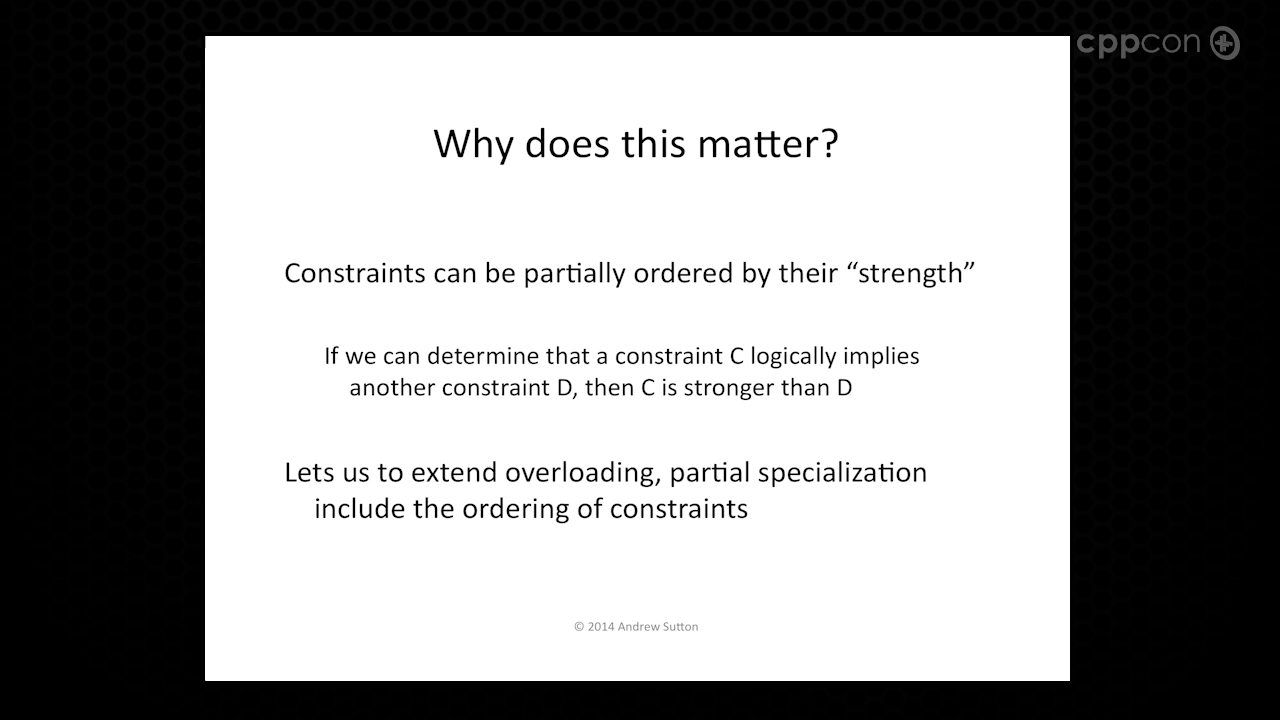 cppcon
Why does this matter?
Constraints can be partially ordered by their “strength”
If we can determine that a constraint C logically implies
another constraint D, then C is stronger than D
Lets us to extend overloading, partial specialization
include the ordering of constraints
© 2014 Andrew Sutton